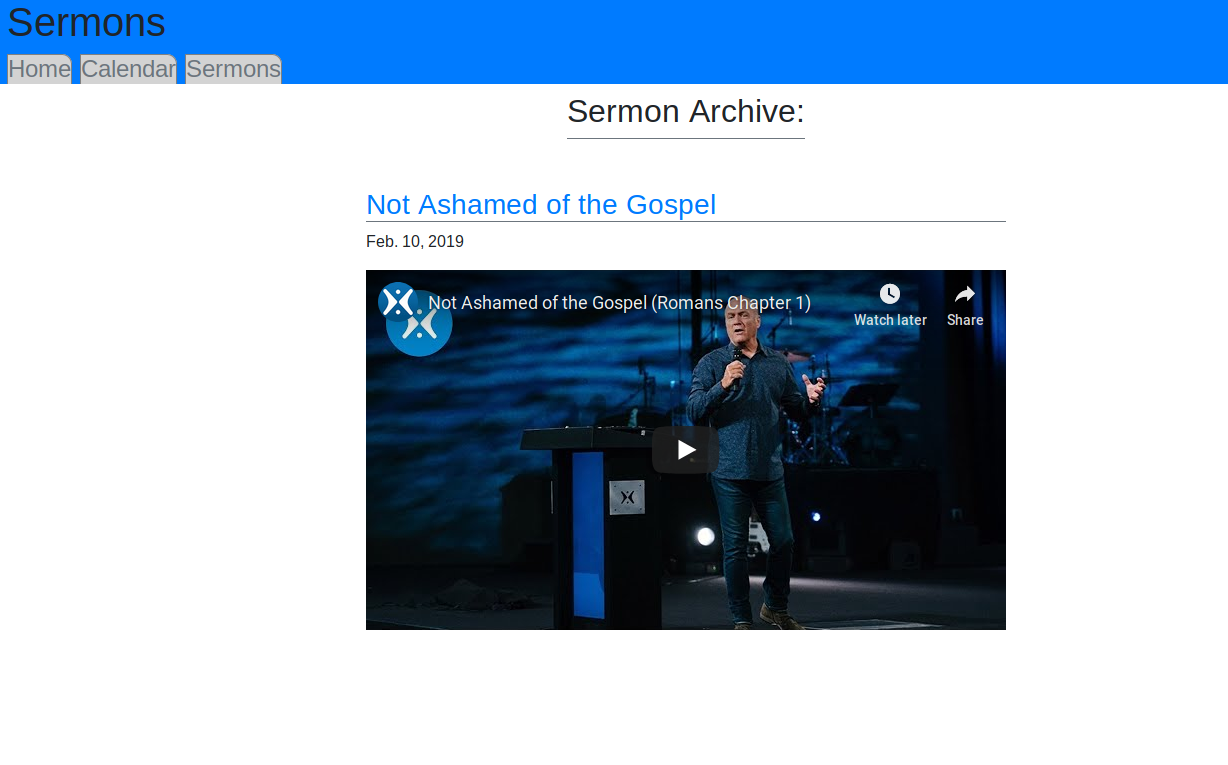 Sermons
Home Calendar Sermons
Sermon Archive:
Not Ashamed of the Gospel
Feb. 10, 2019
Not Ashamed of the Gospel (Romans Chapter 1)
Watch later Share